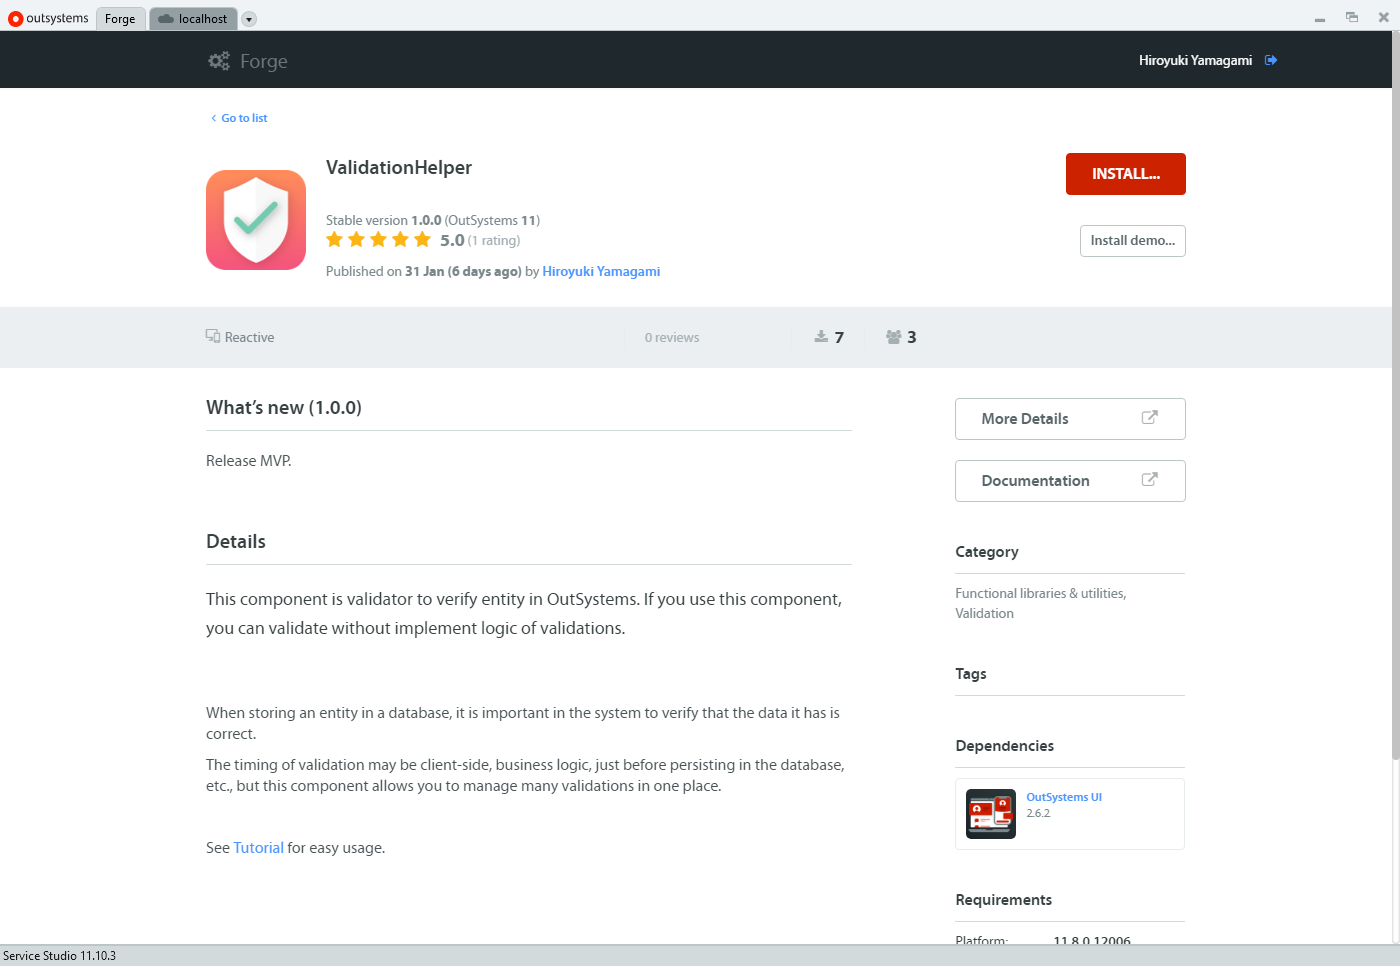 outsystems Forge localhost
Forge
Hiroyuki Yamagami
Go to list
ValidationHelper
INSTALL...
Stable version 1.0.0 (OutSystems 11)
5.0 (1 rating)
Install demo...
Published on 31 Jan (6 days ago) by Hiroyuki Yamagami
Reactive
0 reviews
7
3
What's new (1.0.0)
Release MVP.
Details
This component is validator to verify entity in OutSystems. If you use this component,
you can validate without implement logic of validations.
When storing an entity in a database, it is important in the system to verify that the data it has is
correct.
The timing of validation may be client-side, business logic, just before persisting in the database,
etc., but this component allows you to manage many validations in one place.
See Tutorial for easy usage.
More Details
Documentation
Category
Functional libraries & utilities,
Validation
Tags
Dependencies
OutSystems UI
2.6.2
Requirements
Platform: 11.8.0.12006
Service Studio 11.10.3